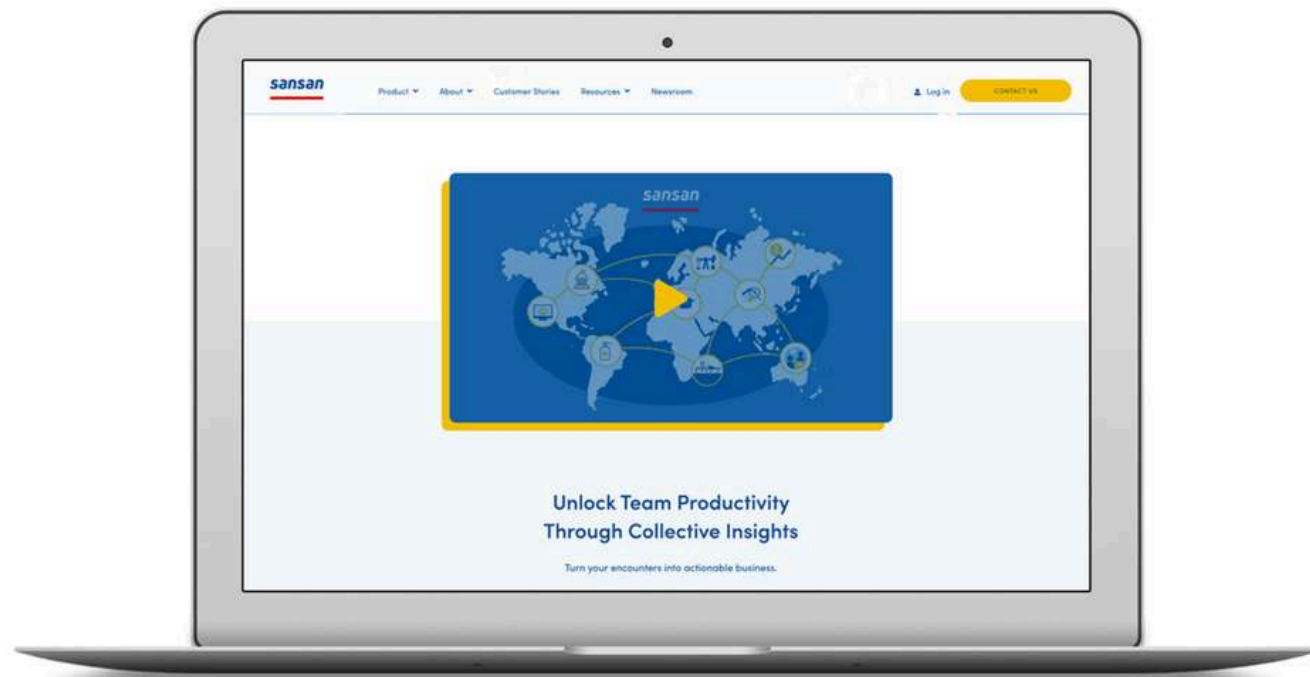 sansan
Product About Customer Stories Resources Newsroom Log in CONTACT US
sansan
Unlock Team Productivity
Through Collective Insights
Turn your encounters into actionable business.